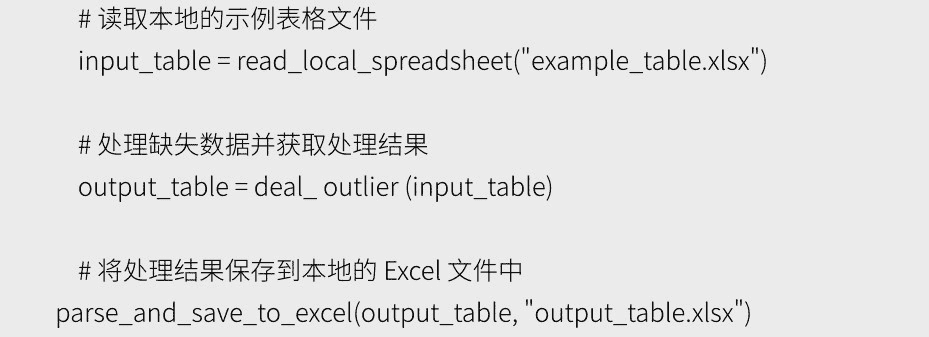 # 读取本地的示例表格文件
input_table = read_local_spreadsheet("example_table.xlsx")
# 处理缺失数据并获取处理结果
output_table = deal_ outlier (input_table)
# 将处理结果保存到本地的 Excel 文件中
parse_and_save_to_excel(output_table, "output_table.xlsx")